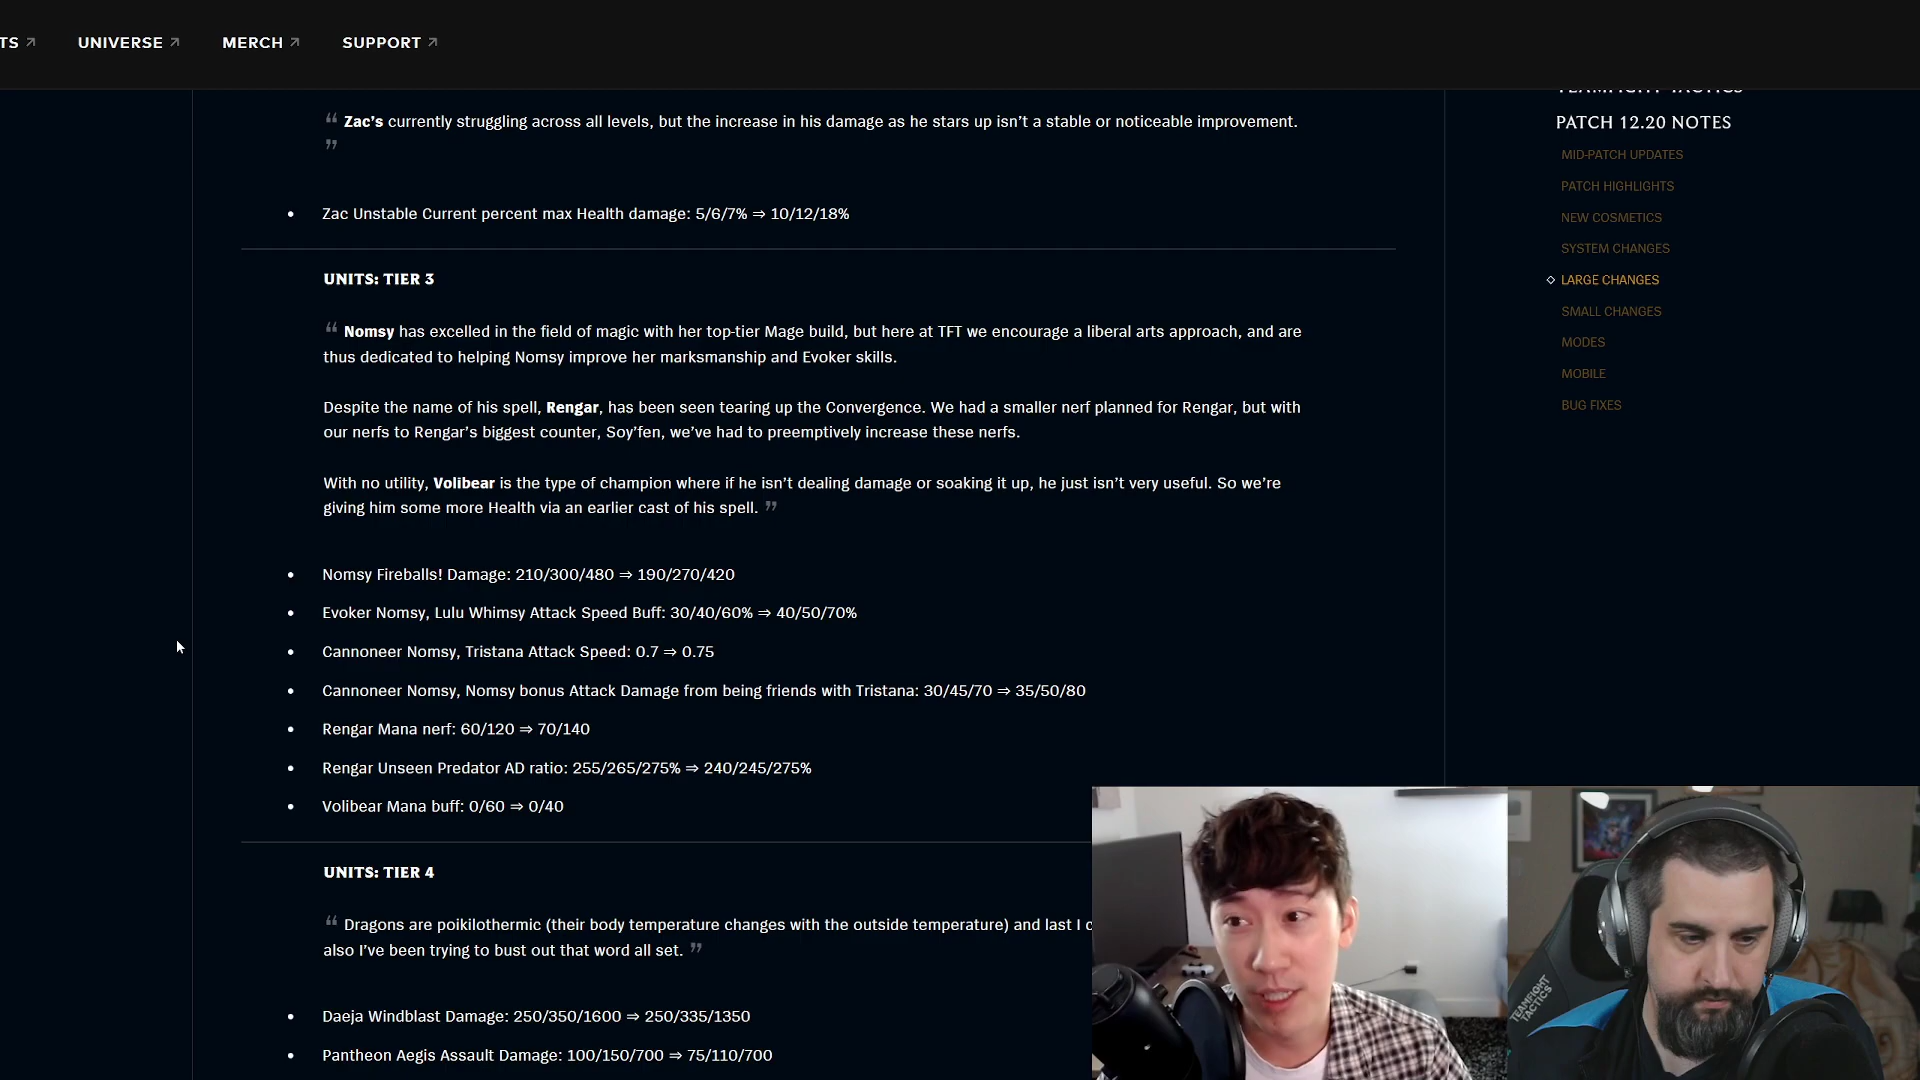 TS
UNIVERSE
MERCH
SUPPORT
“ Zac’s currently struggling across all levels, but the increase in his damage as he stars up isn’t a stable or noticeable improvement.
”
• Zac Unstable Current percent max Health damage: 5/6/7% ⇒ 10/12/18%
UNITS: TIER 3
“ Nomsy has excelled in the field of magic with her top-tier Mage build, but here at TFT we encourage a liberal arts approach, and are
thus dedicated to helping Nomsy improve her marksmanship and Evoker skills.
Despite the name of his spell, Rengar, has been seen tearing up the Convergence. We had a smaller nerf planned for Rengar, but with
our nerfs to Rengar’s biggest counter, Soy’fen, we’ve had to preemptively increase these nerfs.
With no utility, Volibear is the type of champion where if he isn’t dealing damage or soaking it up, he just isn’t very useful. So we’re
giving him some more Health via an earlier cast of his spell. ”
• Nomsy Fireballs! Damage: 210/300/480 ⇒ 190/270/420
• Evoker Nomsy, Lulu Whimsy Attack Speed Buff: 30/40/60% ⇒ 40/50/70%
• Cannoneer Nomsy, Tristana Attack Speed: 0.7 ⇒ 0.75
• Cannoneer Nomsy, Nomsy bonus Attack Damage from being friends with Tristana: 30/45/70 ⇒ 35/50/80
• Rengar Mana nerf: 60/120 ⇒ 70/140
• Rengar Unseen Predator AD ratio: 255/265/275% ⇒ 240/245/275%
• Volibear Mana buff: 0/60 ⇒ 0/40
UNITS: TIER 4
“ Dragons are poikilothermic (their body temperature changes with the outside temperature) and last I c
also I’ve been trying to bust out that word all set. ”
• Daeja Windblast Damage: 250/350/1600 ⇒ 250/335/1350
• Pantheon Aegis Assault Damage: 100/150/700 ⇒ 75/110/700
TEAMFIGHT TACTICS
PATCH 12.20 NOTES
MID-PATCH UPDATES
PATCH HIGHLIGHTS
NEW COSMETICS
SYSTEM CHANGES
LARGE CHANGES
SMALL CHANGES
MODES
MOBILE
BUG FIXES
TEAMFIGHT
TACTICS